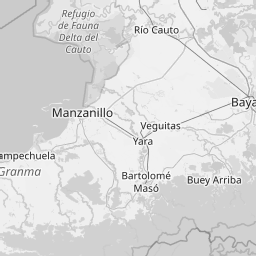 Refugio
de Fauna
Delta del
Cauto
Río Cauto
Manzanillo
Baya
Veguitas
Yara
ampechuela
Granma
Bartolomé
Masó
Buey Arriba